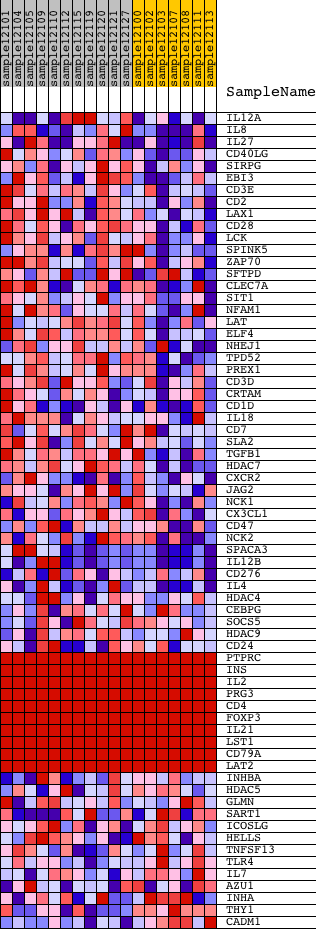 sample12101
sample12104
sample12105
sample12109
sample12110
sample12112
sample12115
sample12120
sample12127
sample12100
sample12102
sample12103
sample12107
sample12108
sample12111
SampleName
IL12A
IL8
IL27
CD40LG
SIRPG
EBI3
CD3E
CD2
LAX1
CD28
LCK
SPINK5
ZAP70
SFTPD
CLEC7A
SIT1
NFAM1
LAT
ELF4
NHEJ1
TPD52
PREX1
CD3D
CRTAM
CD1D
IL18
CD7
SLA2
TGFB1
HDAC7
CXCR2
JAG2
NCK1
CX3CL1
CD47
NCK2
SPACA3
IL12B
CD276
IL4
HDAC4
CEBPG
SOCS5
HDAC9
CD24
PTPRC
INS
IL2
PRG3
CD4
FOXP3
IL21
LST1
CD79A
LAT2
INHBA
HDAC5
GLMN
SART1
ICOSLG
HELLS
TNFSF13
TLR4
IL7
AZU1
INHA
THY1
CADM1